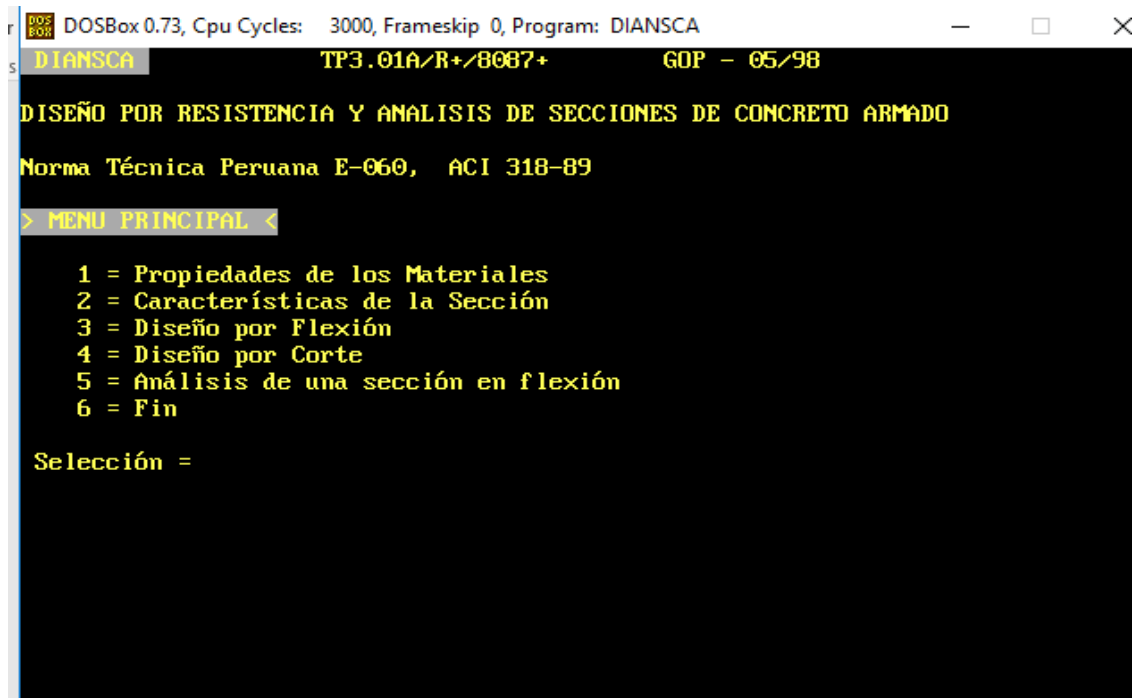 DOSBox 0.73, Cpu Cycles: 3000, Frameskip 0, Program: DIANSCA
DIANSCA TP3.01A/R+/8087+ GOP - 05/98
DISEÑO POR RESISTENCIA Y ANALISIS DE SECCIONES DE CONCRETO ARMADO
Norma Técnica Peruana E-060, ACI 318-89
> MENU PRINCIPAL <
1 = Propiedades de los Materiales
2 = Características de la Sección
3 = Diseño por Flexión
4 = Diseño por Corte
5 = Análisis de una sección en flexión
6 = Fin
Selección =